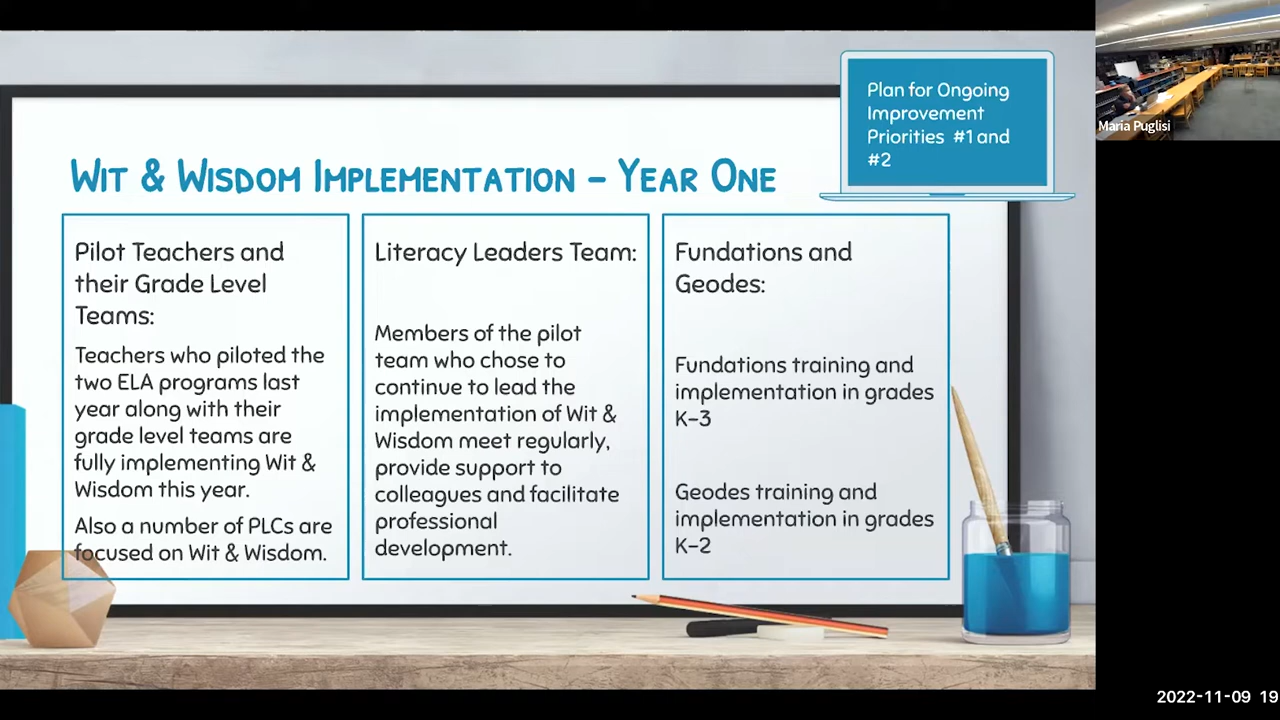 Plan for Ongoing
Improvement
Priorities #1 and
#2
Maria Puglisi
WIT & WISDOM IMPLEMENTATION – YEAR ONE
Pilot Teachers and
their Grade Level
Teams:
Teachers who piloted the
two ELA programs last
year along with their
grade level teams are
fully implementing Wit &
Wisdom this year.
Also a number of PLCs are
focused on Wit & Wisdom.
Literacy Leaders Team:
Members of the pilot
team who chose to
continue to lead the
implementation of Wit &
Wisdom meet regularly,
provide support to
colleagues and facilitate
professional
development.
Fundations and
Geodes:
Fundations training and
implementation in grades
K–3
Geodes training and
implementation in grades
K–2
2022-11-09 19